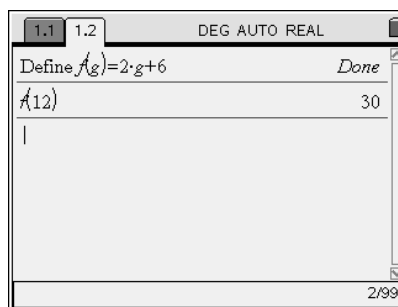 1.1 1.2 DEG AUTO REAL
Define f(g)=2·g+6 Done
f(12) 30
2/99